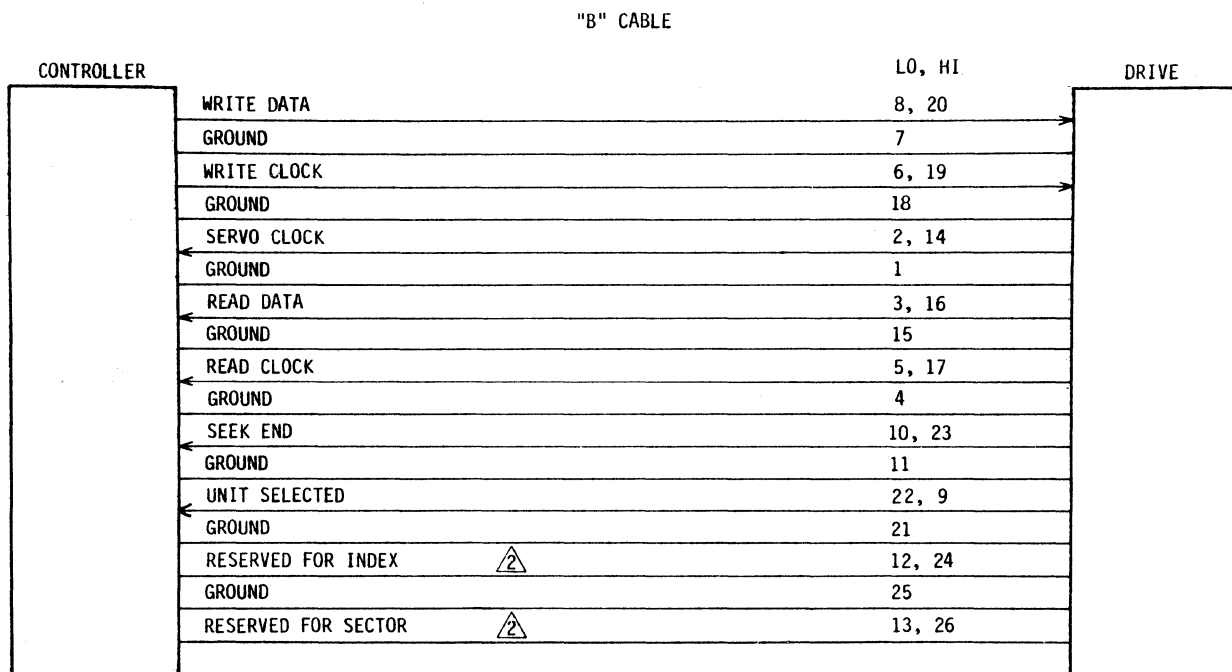 "B" CABLE
CONTROLLER LO, HI DRIVE
WRITE DATA 8, 20
GROUND 7
WRITE CLOCK 6, 19
GROUND 18
SERVO CLOCK 2, 14
GROUND 1
READ DATA 3, 16
GROUND 15
READ CLOCK 5, 17
GROUND 4
SEEK END 10, 23
GROUND 11
UNIT SELECTED 22, 9
GROUND 21
RESERVED FOR INDEX 2 12, 24
GROUND 25
RESERVED FOR SECTOR 2 13, 26